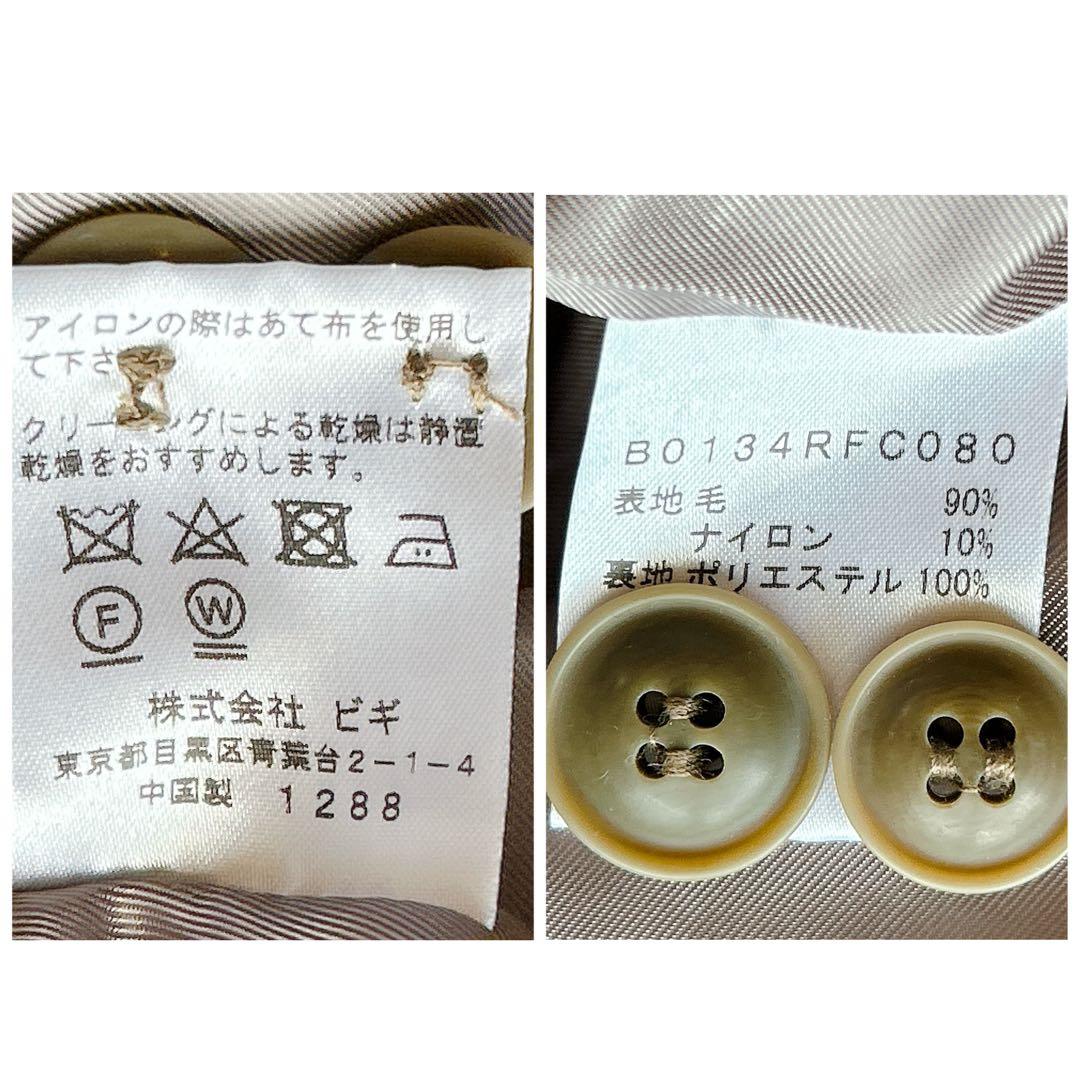 アイロンの際はあて布を使用し
て下さ
クリーングによる乾燥は静置
乾燥をおすすめします。
F
W
株式会社 ビギ
東京都目黒区青葉台2-1-4
中国製 1288
B0134RFC080
表地 毛 90%
ナイロン 10%
裏地 ポリエステル 100%